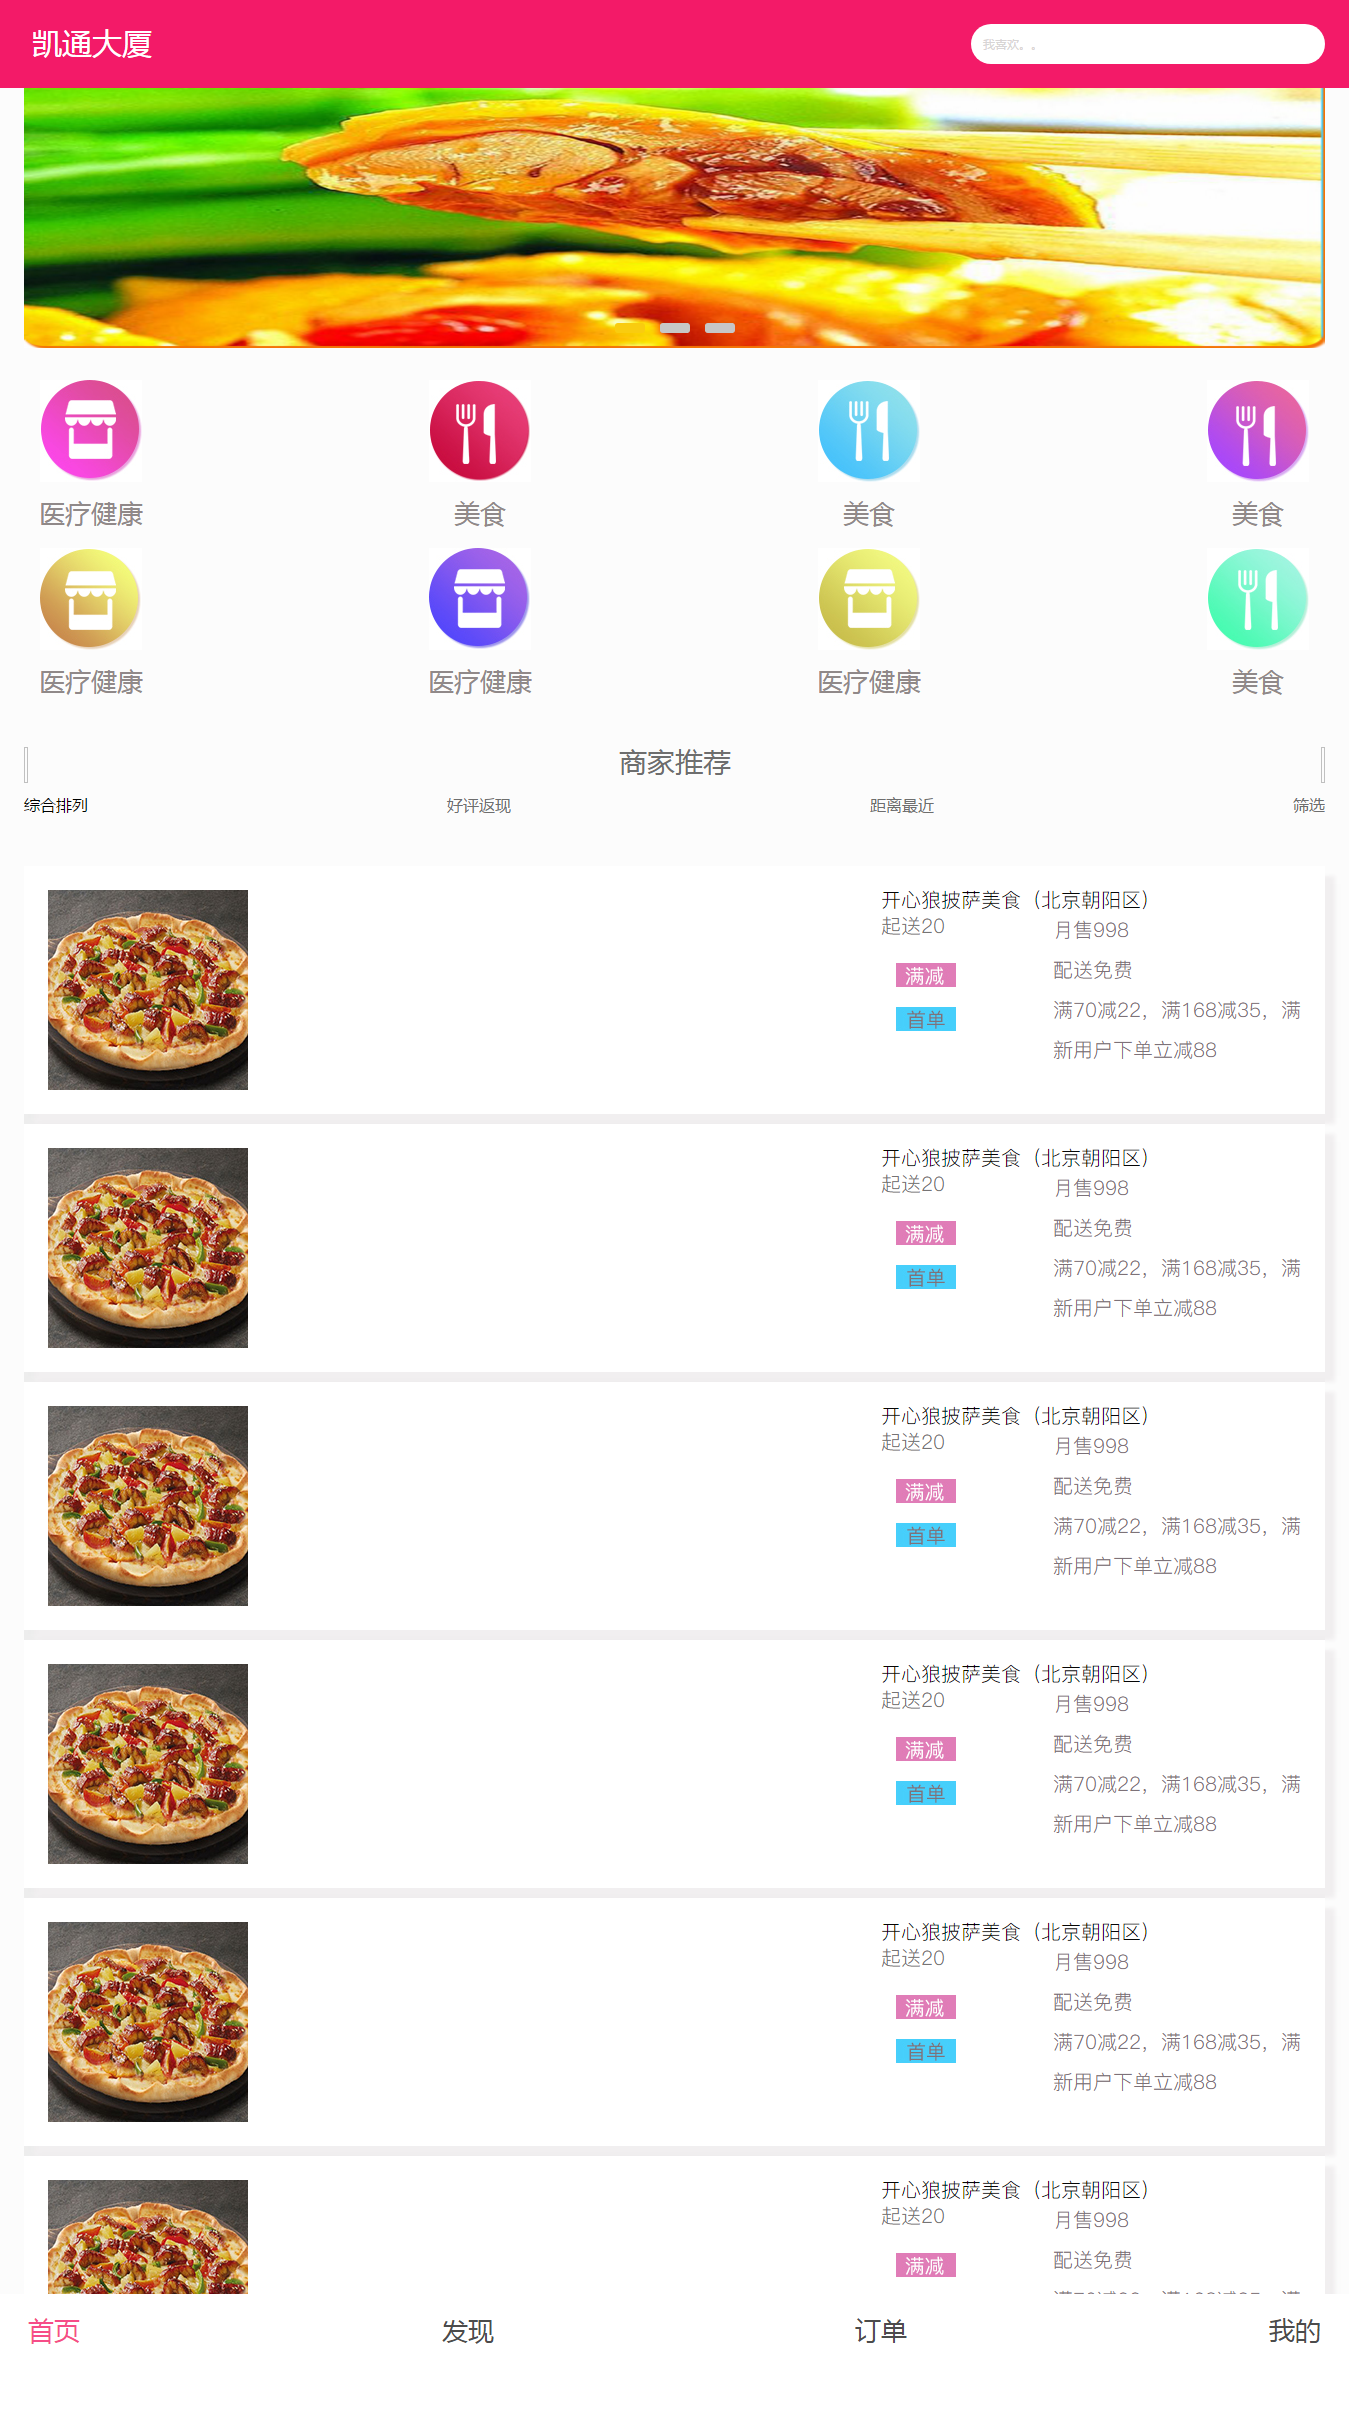 凯通大厦
我喜欢。。
医疗健康 美食 美食 美食
医疗健康 医疗健康 医疗健康 美食
商家推荐
综合排列 好评返现 距离最近 筛选
开心狼披萨美食（北京朝阳区）
起送20 月售998
配送免费
满减
满70减22，满168减35，满
首单
新用户下单立减88
开心狼披萨美食（北京朝阳区）
起送20 月售998
配送免费
满减
满70减22，满168减35，满
首单
新用户下单立减88
开心狼披萨美食（北京朝阳区）
起送20 月售998
配送免费
满减
满70减22，满168减35，满
首单
新用户下单立减88
开心狼披萨美食（北京朝阳区）
起送20 月售998
配送免费
满减
满70减22，满168减35，满
首单
新用户下单立减88
开心狼披萨美食（北京朝阳区）
起送20 月售998
配送免费
满减
满70减22，满168减35，满
首单
新用户下单立减88
开心狼披萨美食（北京朝阳区）
起送20 月售998
配送免费
满减
首页 发现 订单 我的